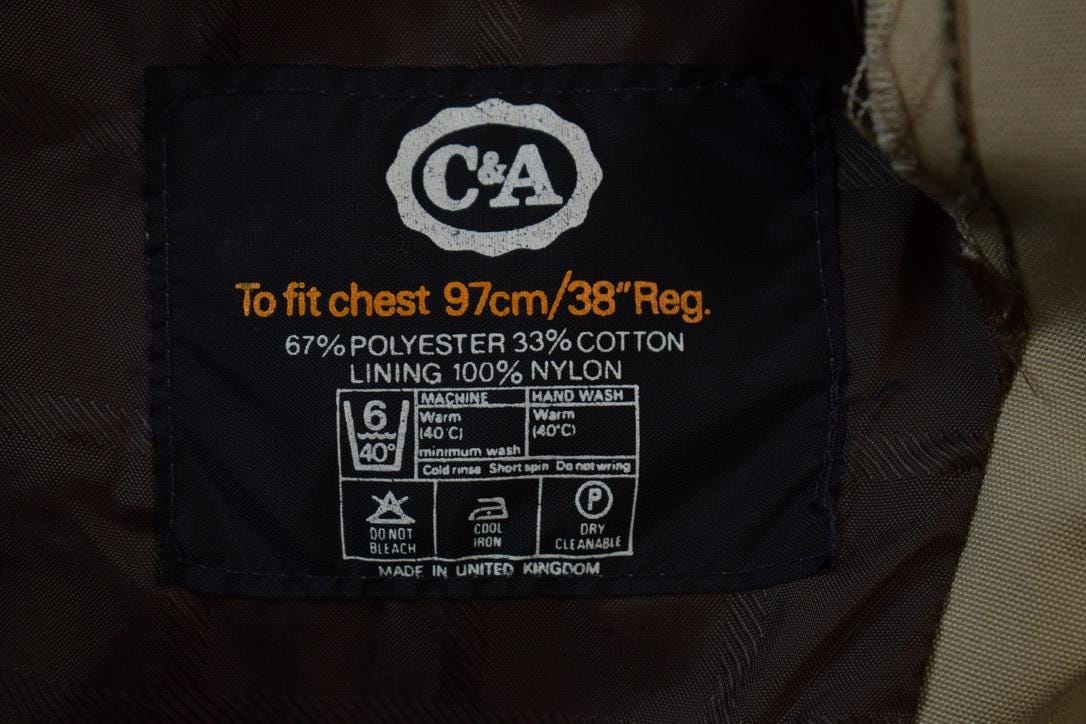 C&A
To fit chest 97cm/38" Reg.
67% POLYESTER 33% COTTON
LINING 100% NYLON
6
40°
MACHINE
Warm
(40°C)
minimum wash
HAND WASH
Warm
(40°C)
Cold rinse Short spin Do not wring
DO NOT
BLEACH
COOL
IRON
P
DRY
CLEANABLE
MADE IN UNITED KINGDOM